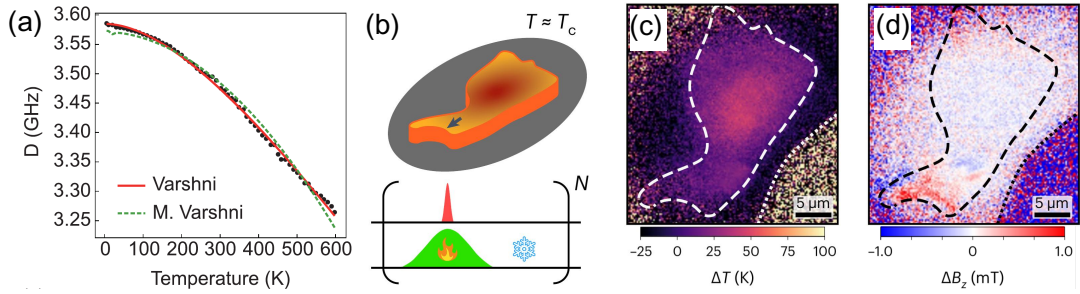 (a)
3.60
3.55
3.50
3.45
3.40
3.35
3.30
3.25
D (GHz)
Varshni
M. Varshni
0 100 200 300 400 500 600
Temperature (K)
(b)
T ≈ Tc
N
(c)
5 μm
−25 0 25 50 75 100
ΔT (K)
(d)
5 μm
−1.0 0 1.0
ΔBz (mT)